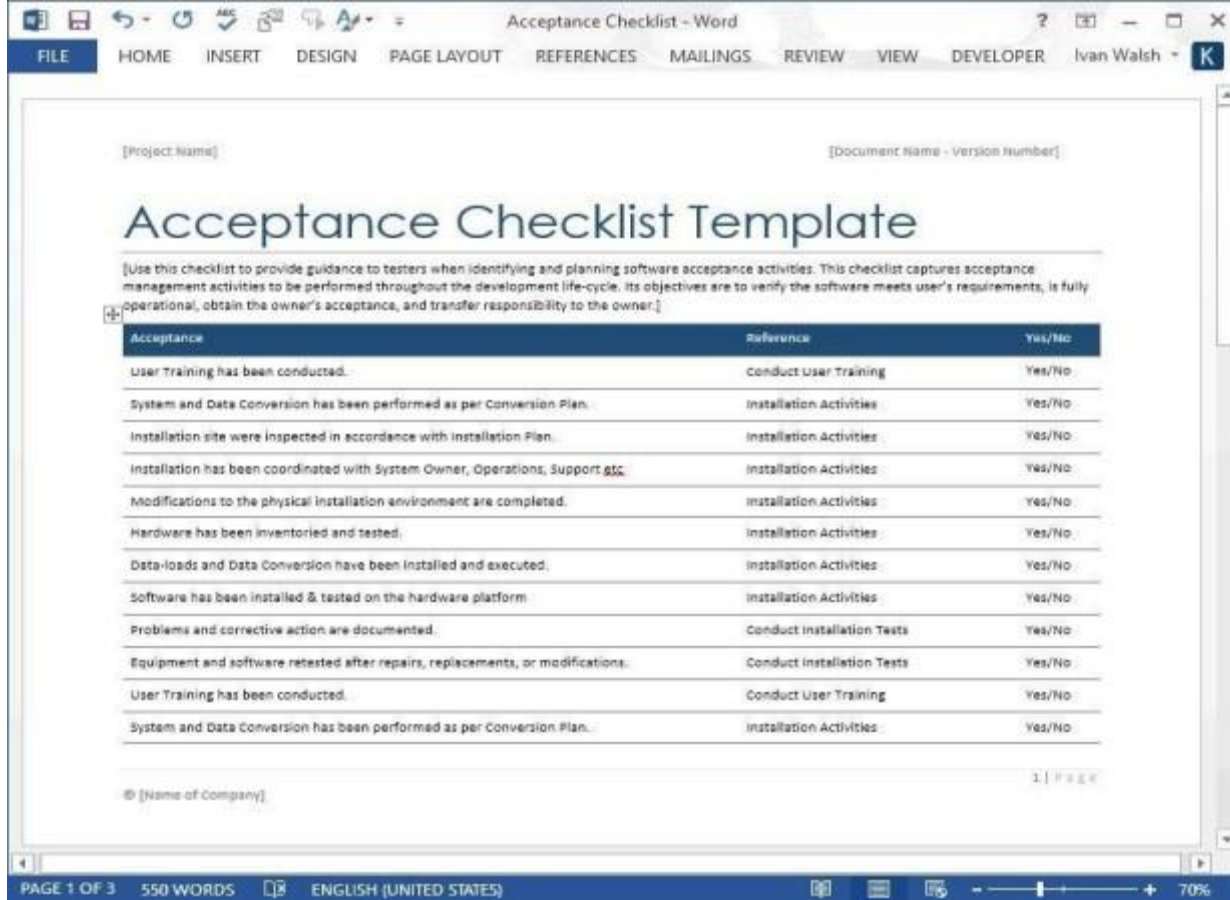 Acceptance Checklist - Word
?
FILE HOME INSERT DESIGN PAGE LAYOUT REFERENCES MAILINGS REVIEW VIEW DEVELOPER Ivan Walsh K
[Project Name] [Document Name - Version Number]
Acceptance Checklist Template
[Use this checklist to provide guidance to testers when identifying and planning software acceptance activities. This checklist captures acceptance
management activities to be performed throughout the development life-cycle. Its objectives are to verify the software meets user's requirements, is fully
operational, obtain the owner's acceptance, and transfer responsibility to the owner.]
Acceptance Reference Yes/No
User Training has been conducted. Conduct User Training Yes/No
System and Data Conversion has been performed as per Conversion Plan. Installation Activities Yes/No
Installation site were inspected in accordance with Installation Plan. Installation Activities Yes/No
Installation has been coordinated with System Owner, Operations, Support etc Installation Activities Yes/No
Modifications to the physical installation environment are completed. Installation Activities Yes/No
Hardware has been inventoried and tested. Installation Activities Yes/No
Data-loads and Data Conversion have been installed and executed. Installation Activities Yes/No
Software has been installed & tested on the hardware platform Installation Activities Yes/No
Problems and corrective action are documented. Conduct Installation Tests Yes/No
Equipment and software retested after repairs, replacements, or modifications. Conduct Installation Tests Yes/No
User Training has been conducted. Conduct User Training Yes/No
System and Data Conversion has been performed as per Conversion Plan. Installation Activities Yes/No
1 | Page
© [Name of Company]
PAGE 1 OF 3 550 WORDS ENGLISH (UNITED STATES) 70%